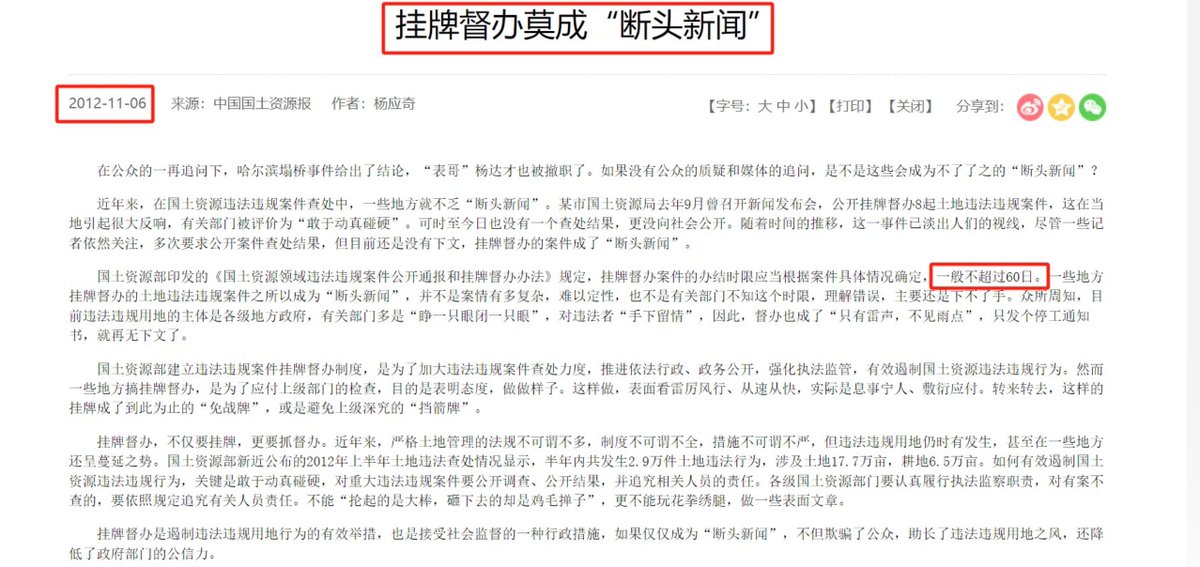 挂牌督办莫成“断头新闻”
2012-11-06 来源：中国国土资源报 作者：杨应奇 【字号：大 中 小】【打印】【关闭】 分享到：
在公众的一再追问下，哈尔滨塌桥事件给出了结论，“表哥”杨达才也被撤职了。如果没有公众的质疑和媒体的追问，是不是这些会成为不了了之的“断头新闻”？
近年来，在国土资源违法违规案件查处中，一些地方就不乏“断头新闻”。某市国土资源局去年9月曾召开新闻发布会，公开挂牌督办8起土地违法违规案件，这在当
地引起很大反响，有关部门被评价为“敢于动真碰硬”。可时至今日也没有一个查处结果，更没向社会公开。随着时间的推移，这一事件已淡出人们的视线，尽管一些记
者依然关注，多次要求公开案件查处结果，但目前还是没有下文，挂牌督办的案件成了“断头新闻”。
国土资源部印发的《国土资源领域违法违规案件公开通报和挂牌督办办法》规定，挂牌督办案件的办结时限应当根据案件具体情况确定，一般不超过60日。一些地方
挂牌督办的土地违法违规案件之所以成为“断头新闻”，并不是案情有多复杂，难以定性，也不是有关部门不知这个时限，理解错误，主要还是下不了手。众所周知，目
前违法违规用地的主体是各级地方政府，有关部门多是“睁一只眼闭一只眼”，对违法者“手下留情”，因此，督办也成了“只有雷声，不见雨点”，只发个停工通知
书，就再无下文了。
国土资源部建立违法违规案件挂牌督办制度，是为了加大违法违规案件查处力度，推进依法行政、政务公开，强化执法监管，有效遏制国土资源违法违规行为。然而
一些地方搞挂牌督办，是为了应付上级部门的检查，目的是表明态度，做做样子。这样做，表面看雷厉风行、从速从快，实际是息事宁人、敷衍应付。转来转去，这样的
挂牌成了到此为止的“免战牌”，或是避免上级深究的“挡箭牌”。
挂牌督办，不仅要挂牌，更要抓督办。近年来，严格土地管理的法规不可谓不多，制度不可谓不全，措施不可谓不严，但违法违规用地仍时有发生，甚至在一些地方
还呈蔓延之势。国土资源部新近公布的2012年上半年土地违法查处情况显示，半年内共发生2.9万件土地违法行为，涉及土地17.7万亩，耕地6.5万亩。如何有效遏制国土
资源违法违规行为，关键是敢于动真碰硬，对重大违法违规案件要公开调查、公开结果，并追究相关人员的责任。各级国土资源部门要认真履行执法监察职责，对有案不
查的，要依照规定追究有关人员责任。不能“抡起的是大棒，砸下去的却是鸡毛掸子”，更不能玩花拳绣腿，做一些表面文章。
挂牌督办是遏制违法违规用地行为的有效举措，也是接受社会监督的一种行政措施，如果仅仅成为“断头新闻”，不但欺骗了公众，助长了违法违规用地之风，还降
低了政府部门的公信力。